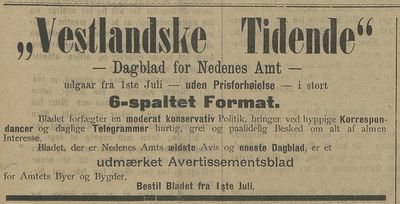 „Vestlandske Tidende“
— Dagblad for Nedenes Amt —
udgaar fra 1ste Juli — uden Prisforhøielse — i stort
6-spaltet Format.
Bladet forfægter en moderat konservativ Politik, bringer ved hyppige Korrespon-
dancer og daglige Telegrammer hurtig, grei og paalidelig Besked om alt af almen
Interesse.
Bladet, der er Nedenes Amts ældste Avis og eneste Dagblad, er et
udmærket Avertissementsblad
for Amtets Byer og Bygder,
Bestil Bladet fra 1ste Juli.